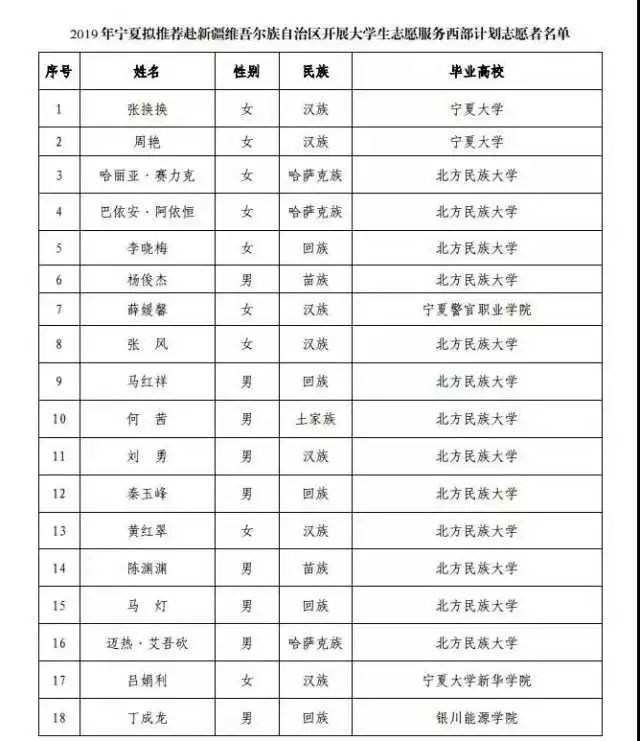 2019年宁夏拟推荐赴新疆维吾尔族自治区开展大学生志愿服务西部计划志愿者名单
序号 姓名 性别 民族 毕业高校
1 张换换 女 汉族 宁夏大学
2 周艳 女 汉族 宁夏大学
3 哈丽亚·赛力克 女 哈萨克族 北方民族大学
4 巴依安·阿依恒 女 哈萨克族 北方民族大学
5 李晓梅 女 回族 北方民族大学
6 杨俊杰 男 苗族 北方民族大学
7 薛媛馨 女 汉族 宁夏警官职业学院
8 张 风 女 汉族 北方民族大学
9 马红祥 男 回族 北方民族大学
10 何 茜 男 土家族 北方民族大学
11 刘 勇 男 汉族 北方民族大学
12 秦玉峰 男 回族 北方民族大学
13 黄红翠 女 汉族 北方民族大学
14 陈渊渊 男 苗族 北方民族大学
15 马 灯 男 回族 北方民族大学
16 迈热·艾吾砍 男 哈萨克族 北方民族大学
17 吕娟利 女 汉族 宁夏大学新华学院
18 丁成龙 男 回族 银川能源学院